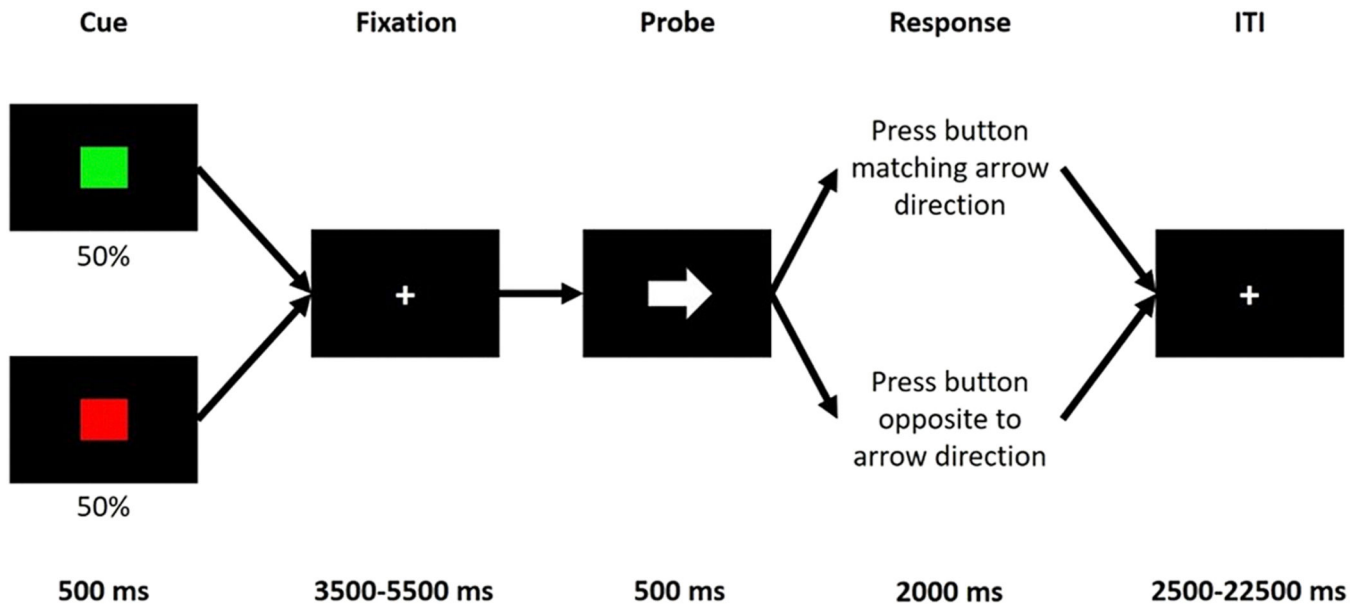 Cue Fixation Probe Response ITI
Press button
matching arrow
direction
50%
+
+
Press button
opposite to
arrow direction
50%
500 ms 3500-5500 ms 500 ms 2000 ms 2500-22500 ms